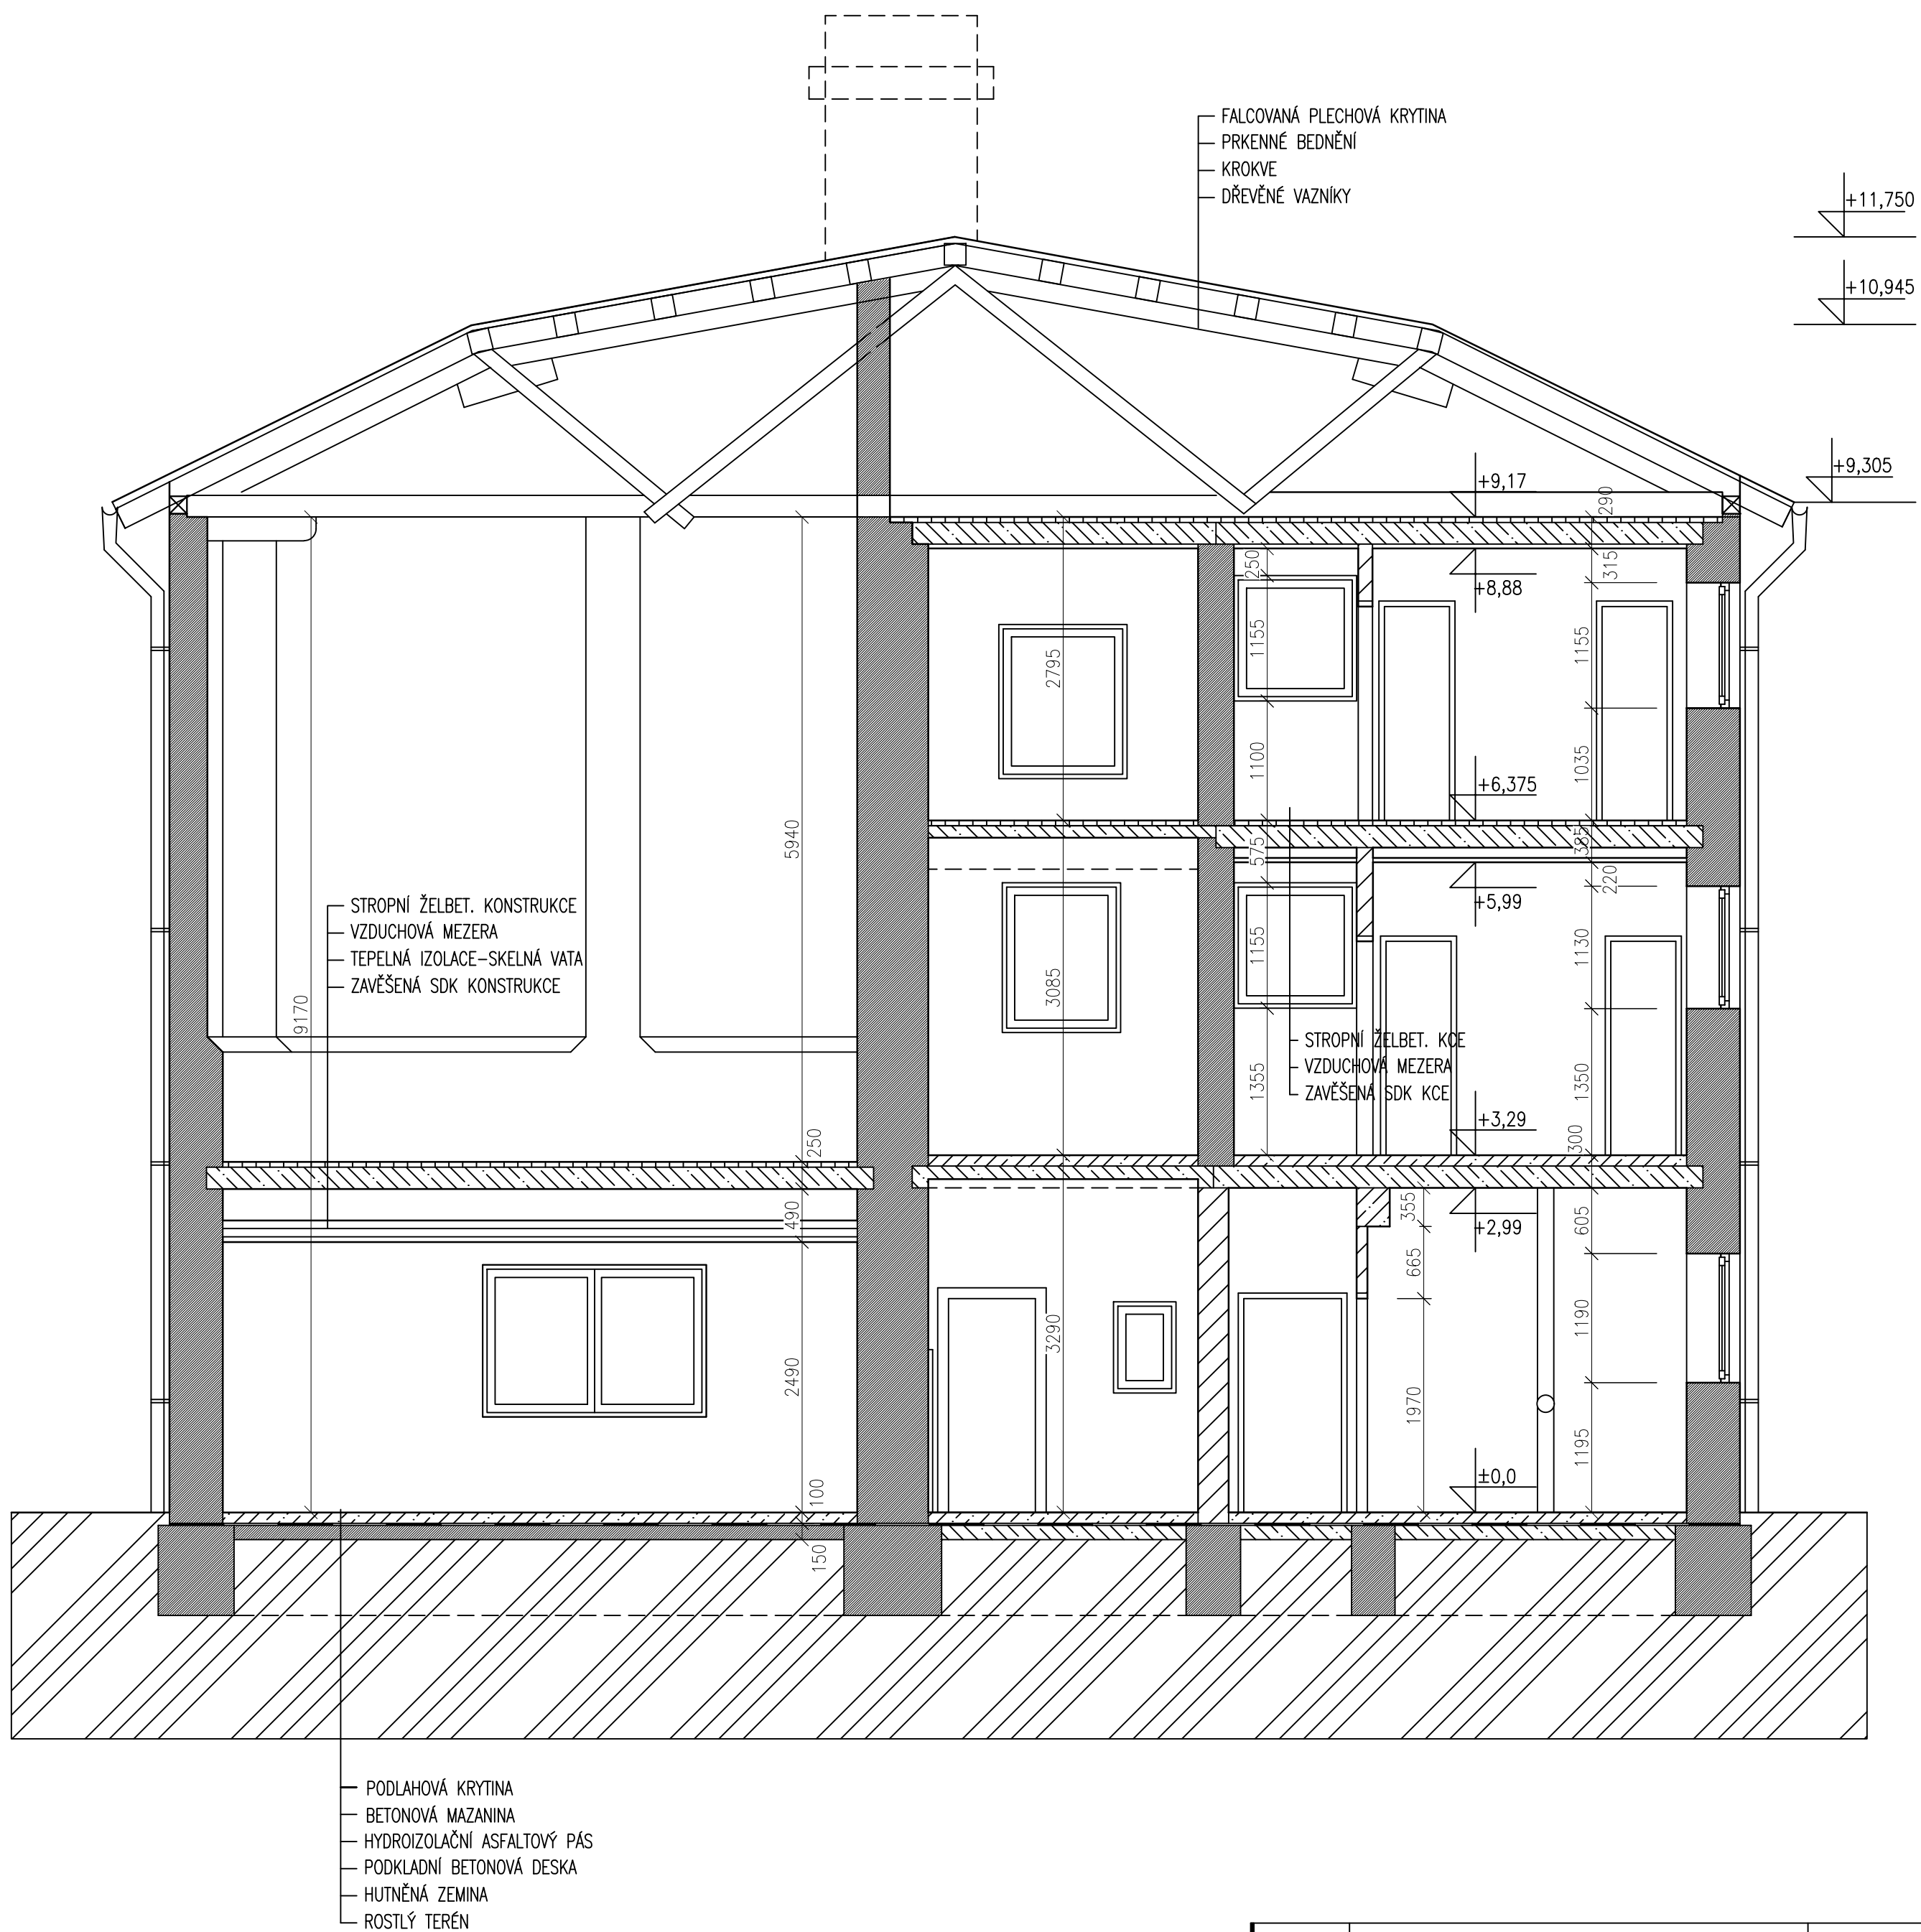 FALCOVANÁ PLECHOVÁ KRYTINA
PRKENNÉ BEDNĚNÍ
KROKVE
DŘEVĚNÉ VAZNÍKY
+11,750
+10,945
+9,305
+9,17
290
250
315
+8,88
1155
2795
1155
1100
1035
+6,375
5940
575
385
220
+5,99
STROPNÍ ŽELBET. KONSTRUKCE
VZDUCHOVÁ MEZERA
TEPELNÁ IZOLACE-SKELNÁ VATA
ZAVĚŠENÁ SDK KONSTRUKCE
9170
3085
1155
1130
STROPNÍ ŽELBET. KCE
VZDUCHOVÁ MEZERA
ZAVĚŠENÁ SDK KCE
1355
1350
+3,29
250
300
490
355
+2,99
605
665
3290
1190
2490
1970
1195
±0,0
100
150
PODLAHOVÁ KRYTINA
BETONOVÁ MAZANINA
HYDROIZOLAČNÍ ASFALTOVÝ PÁS
PODKLADNÍ BETONOVÁ DESKA
HUTNĚNÁ ZEMINA
ROSTLÝ TERÉN